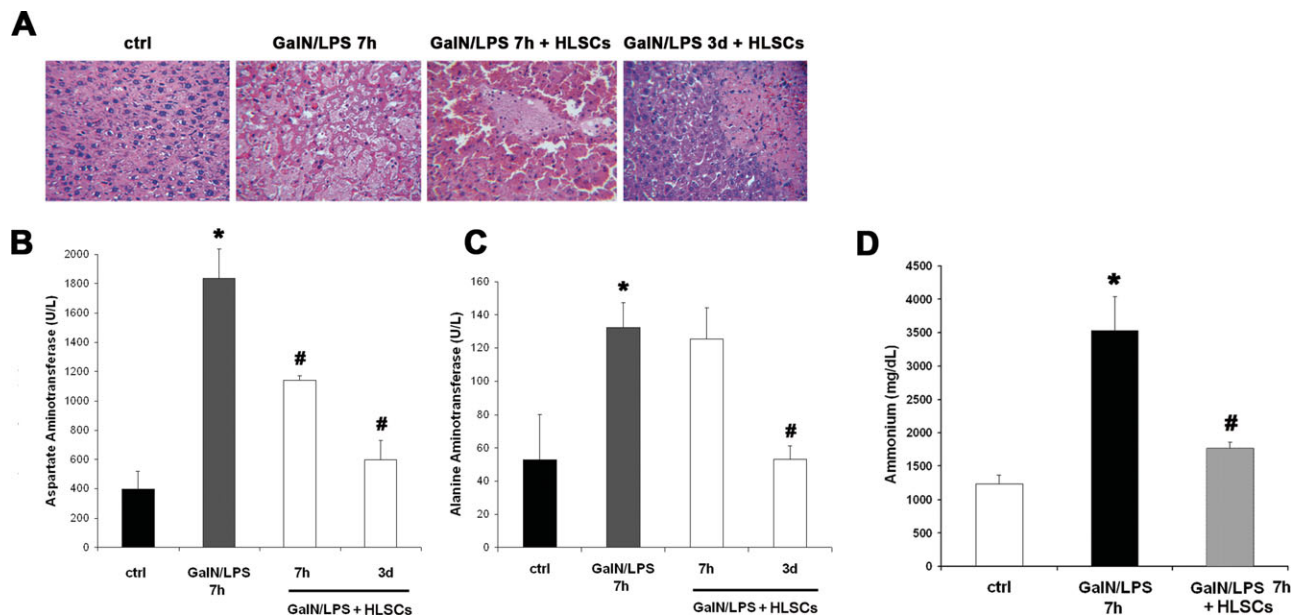 A
ctrl
GalN/LPS 7h
GalN/LPS 7h + HLSCs
GalN/LPS 3d + HLSCs
B
Aspartate Aminotransferase (U/L)
2000
1800
1600
1400
1200
1000
800
600
400
200
0
*
#
#
ctrl
GalN/LPS
7h
7h
3d
GalN/LPS + HLSCs
C
Alanine Aminotransferase (U/L)
160
140
120
100
80
60
40
20
0
*
#
ctrl
GalN/LPS
7h
7h
3d
GalN/LPS + HLSCs
D
Ammonium (mg/dL)
4500
4000
3500
3000
2500
2000
1500
1000
500
0
*
#
ctrl
GalN/LPS
7h
GalN/LPS 7h
+ HLSCs